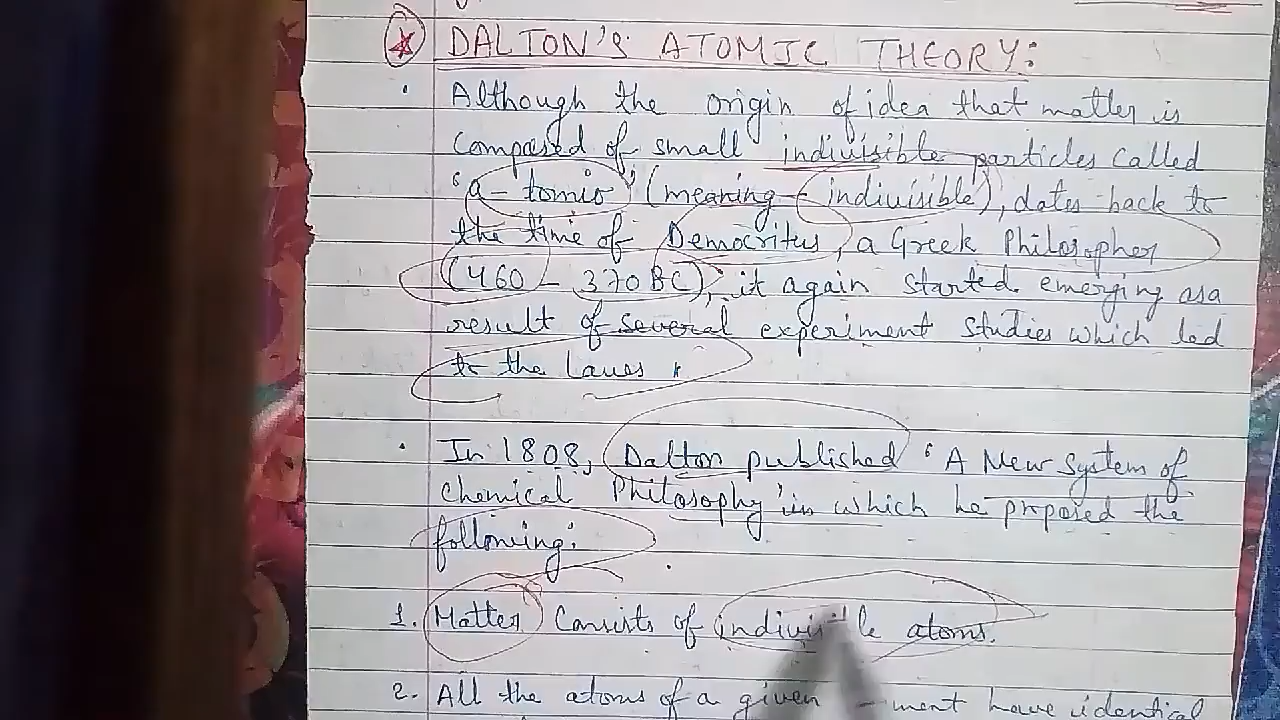 DALTON'S ATOMIC THEORY:
• Although the origin of idea that matter is
composed of small indivisible particles called
'a-tomio' (meaning - indivisible), dates back to
the time of Democritus, a Greek Philosopher
(460 - 370 BC), it again started emerging as a
result of several experiment studies which led
to the Laws.
• In 1808, Dalton published 'A New System of
Chemical Philosophy' in which he proposed the
following:
1. Matter Consists of indivisible atoms.
2. All the atoms of a given ment have identical